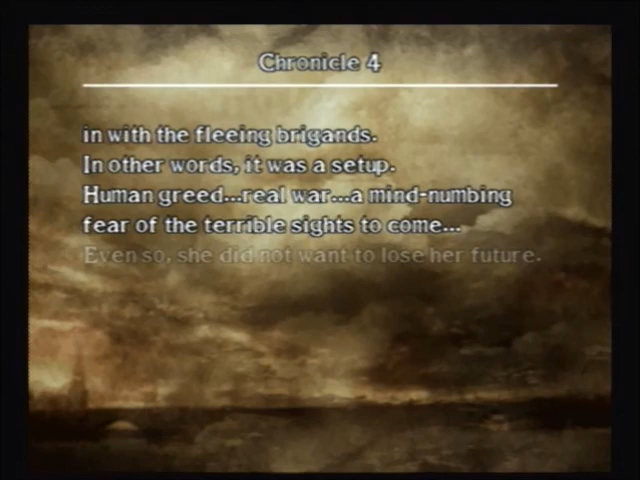 Chronicle 4
in with the fleeing brigands.
In other words, it was a setup.
Human greed...real war...a mind-numbing
fear of the terrible sights to come...
Even so, she did not want to lose her future.